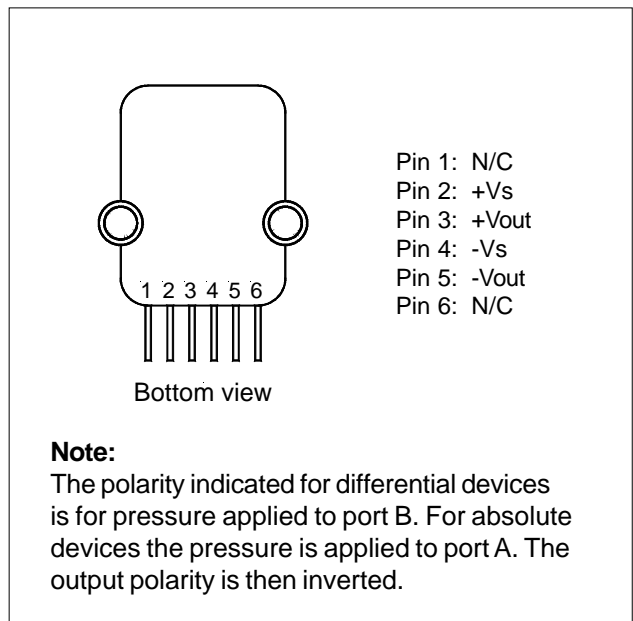 Pin 1: N/C
Pin 2: +Vs
Pin 3: +Vout
Pin 4: -Vs
Pin 5: -Vout
Pin 6: N/C
1 2 3 4 5 6
Bottom view
Note:
The polarity indicated for differential devices
is for pressure applied to port B. For absolute
devices the pressure is applied to port A. The
output polarity is then inverted.